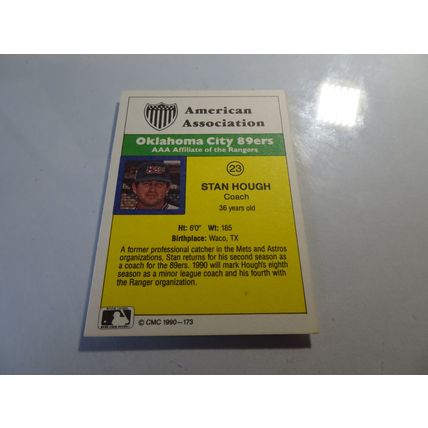 American
Association
Oklahoma City 89ers
AAA Affiliate of the Rangers
23
STAN HOUGH
Coach
36 years old
Ht: 6'0" Wt: 185
Birthplace: Waco, TX
A former professional catcher in the Mets and Astros
organizations, Stan returns for his second season as
a coach for the 89ers. 1990 will mark Hough's eighth
season as a minor league coach and his fourth with
the Ranger organization.
© CMC 1990—173